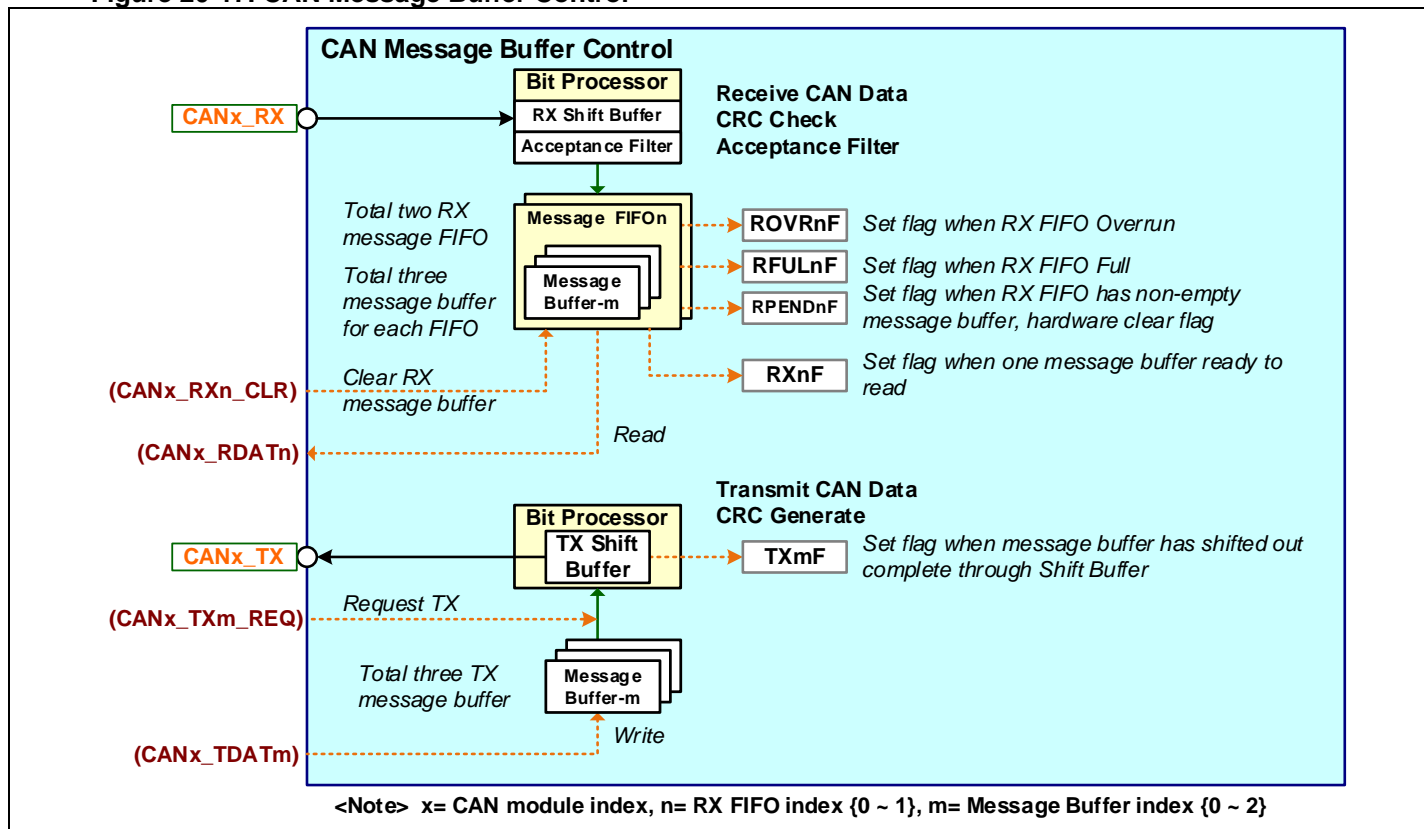 CAN Message Buffer Control
Bit Processor
RX Shift Buffer
Acceptance Filter
Receive CAN Data
CRC Check
Acceptance Filter
CANx_RX
Total two RX
message FIFO
Total three
message buffer
for each FIFO
Message FIFOn
Message
Buffer-m
ROVRnF
Set flag when RX FIFO Overrun
RFULnF
Set flag when RX FIFO Full
RPENDnF
Set flag when RX FIFO has non-empty
message buffer, hardware clear flag
RXnF
Set flag when one message buffer ready to
read
(CANx_RXn_CLR)
Clear RX
message buffer
(CANx_RDATn)
Read
Transmit CAN Data
CRC Generate
Bit Processor
TX Shift
Buffer
CANx_TX
TXmF
Set flag when message buffer has shifted out
complete through Shift Buffer
(CANx_TXm_REQ)
Request TX
Total three TX
message buffer
Message
Buffer-m
Write
(CANx_TDATm)
<Note> x= CAN module index, n= RX FIFO index {0 ~ 1}, m= Message Buffer index {0 ~ 2}